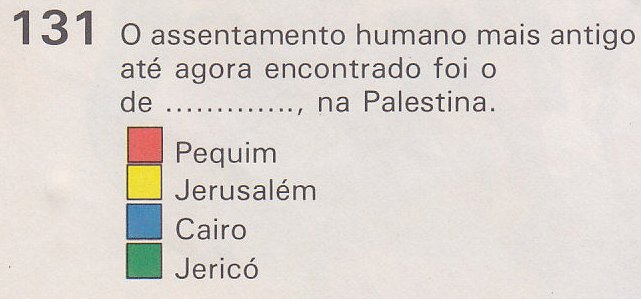 131 O assentamento humano mais antigo
até agora encontrado foi o
de ............., na Palestina.
Pequim
Jerusalém
Cairo
Jericó